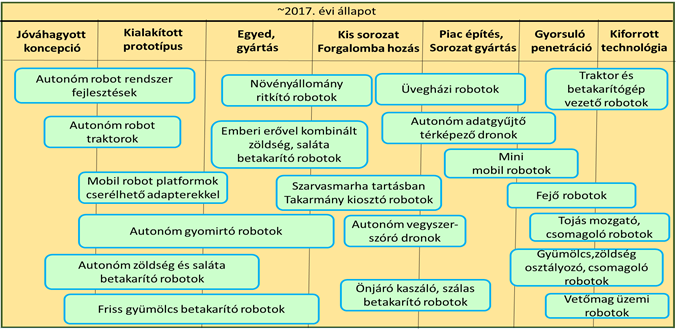 ~2017. évi állapot
Jóváhagyott
koncepció
Kialakított
prototípus
Egyed,
gyártás
Kis sorozat
Forgalomba hozás
Piac építés,
Sorozat gyártás
Gyorsuló
penetráció
Kiforrott
technológia
Autonóm robot rendszer
fejlesztések
Növényállomány
ritkító robotok
Üvegházi robotok
Traktor és
betakarítógép
vezető robotok
Autonóm robot
traktorok
Emberi erővel kombinált
zöldség, saláta
betakarító robotok
Autonóm adatgyűjtő
térképező dronok
Mini
mobil robotok
Mobil robot platformok
cserélhető adapterekkel
Szarvasmarha tartásban
Takarmány kiosztó robotok
Fejő robotok
Autonóm gyomirtó robotok
Autonóm vegyszer-
szóró dronok
Tojás mozgató,
csomagoló robotok
Autonóm zöldség és saláta
betakarító robotok
Gyümölcs,zöldség
osztályozó, csomagoló
robotok
Önjáró kaszáló, szálas
betakarító robotok
Friss gyümölcs betakarító robotok
Vetőmag üzemi
robotok